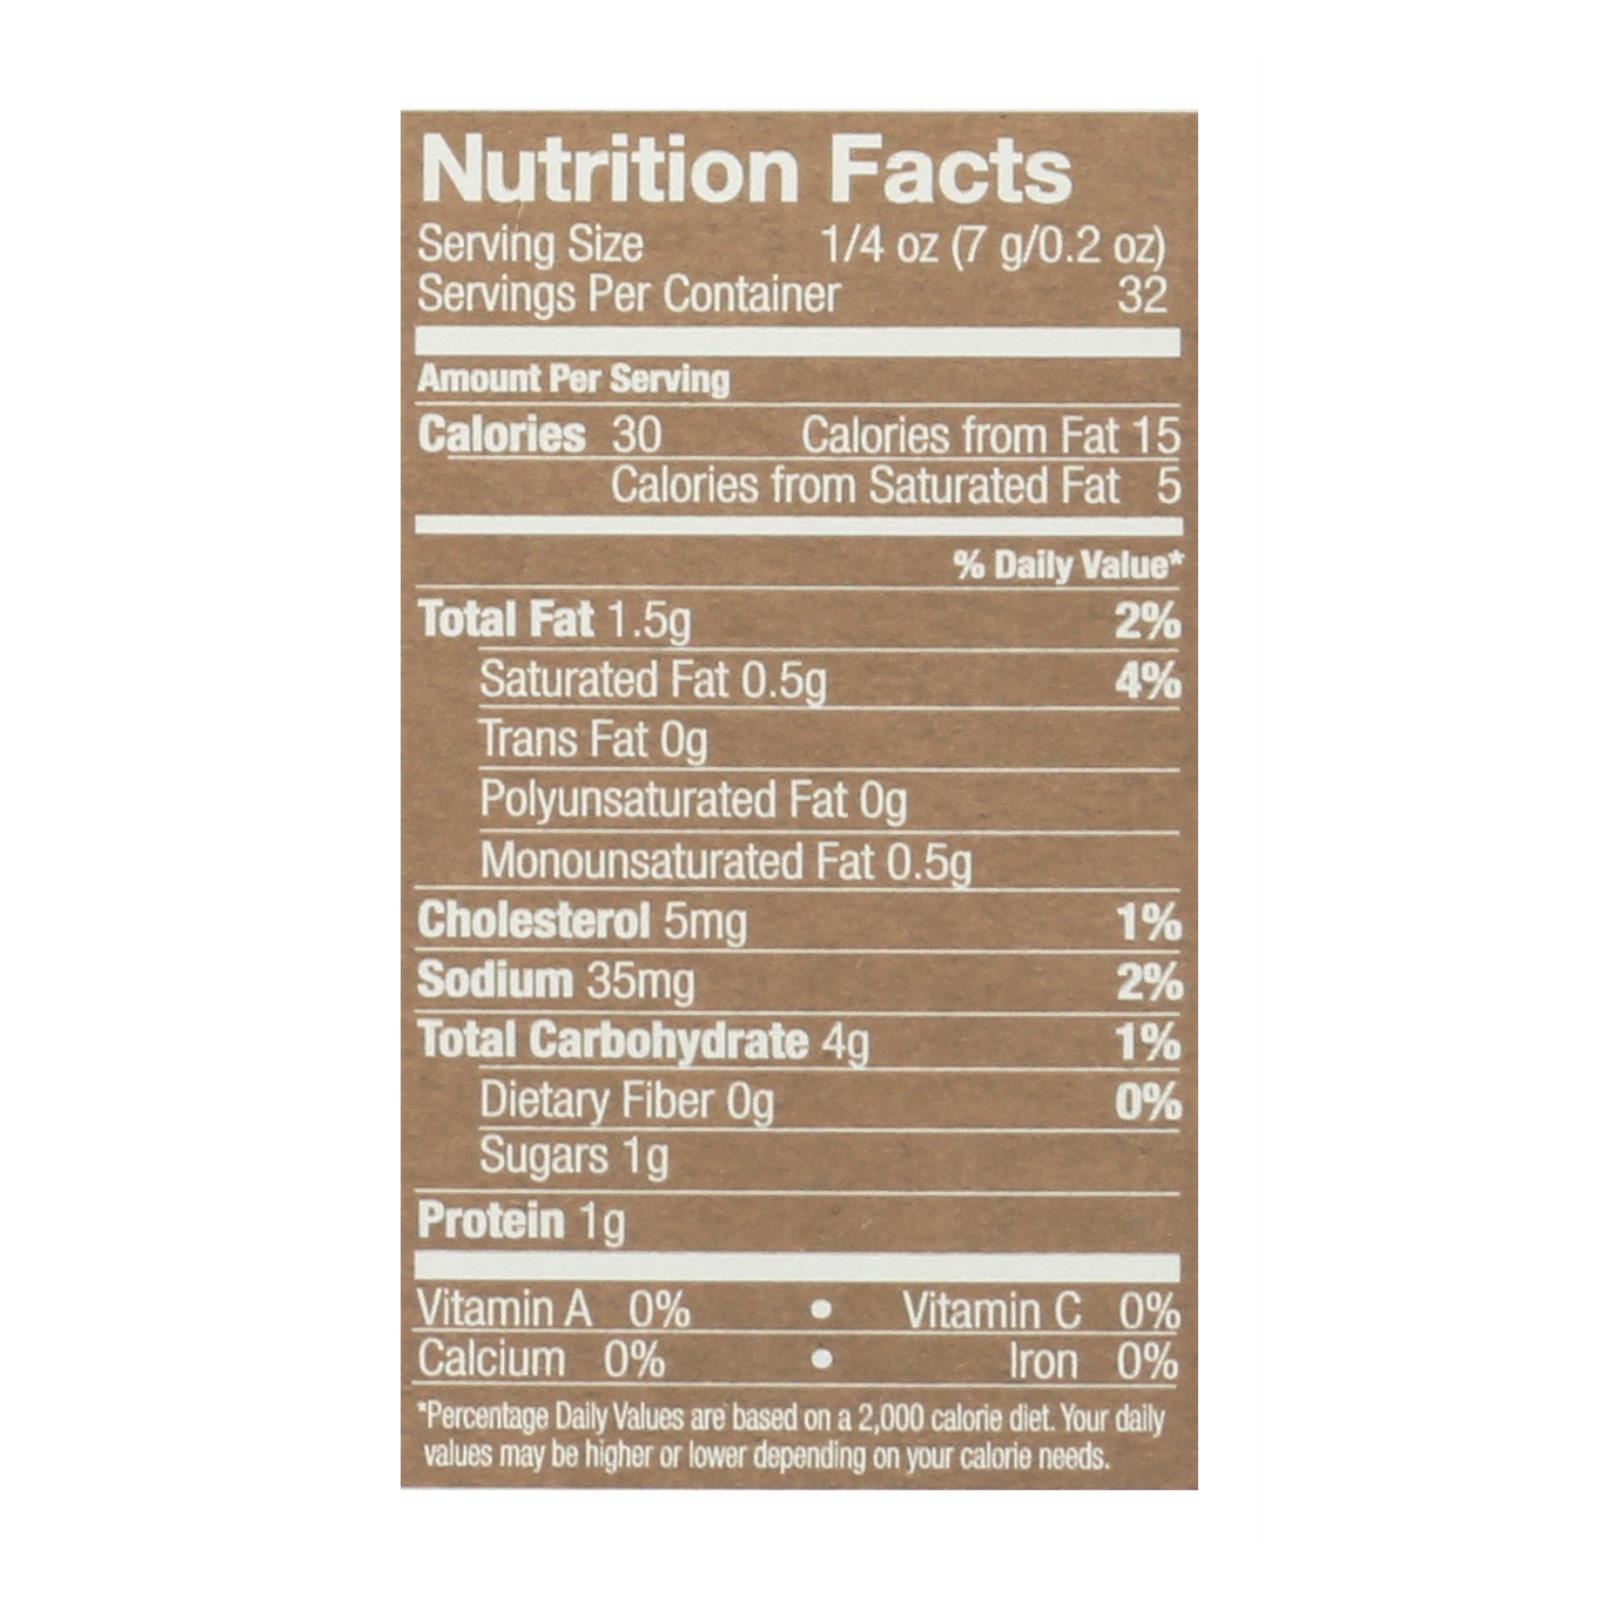 Nutrition Facts
Serving Size 1/4 oz (7 g/0.2 oz)
Servings Per Container 32
Amount Per Serving
Calories 30 Calories from Fat 15
Calories from Saturated Fat 5
% Daily Value*
Total Fat 1.5g 2%
Saturated Fat 0.5g 4%
Trans Fat 0g
Polyunsaturated Fat 0g
Monounsaturated Fat 0.5g
Cholesterol 5mg 1%
Sodium 35mg 2%
Total Carbohydrate 4g 1%
Dietary Fiber 0g 0%
Sugars 1g
Protein 1g
Vitamin A 0% • Vitamin C 0%
Calcium 0% • Iron 0%
*Percentage Daily Values are based on a 2,000 calorie diet. Your daily
values may be higher or lower depending on your calorie needs.